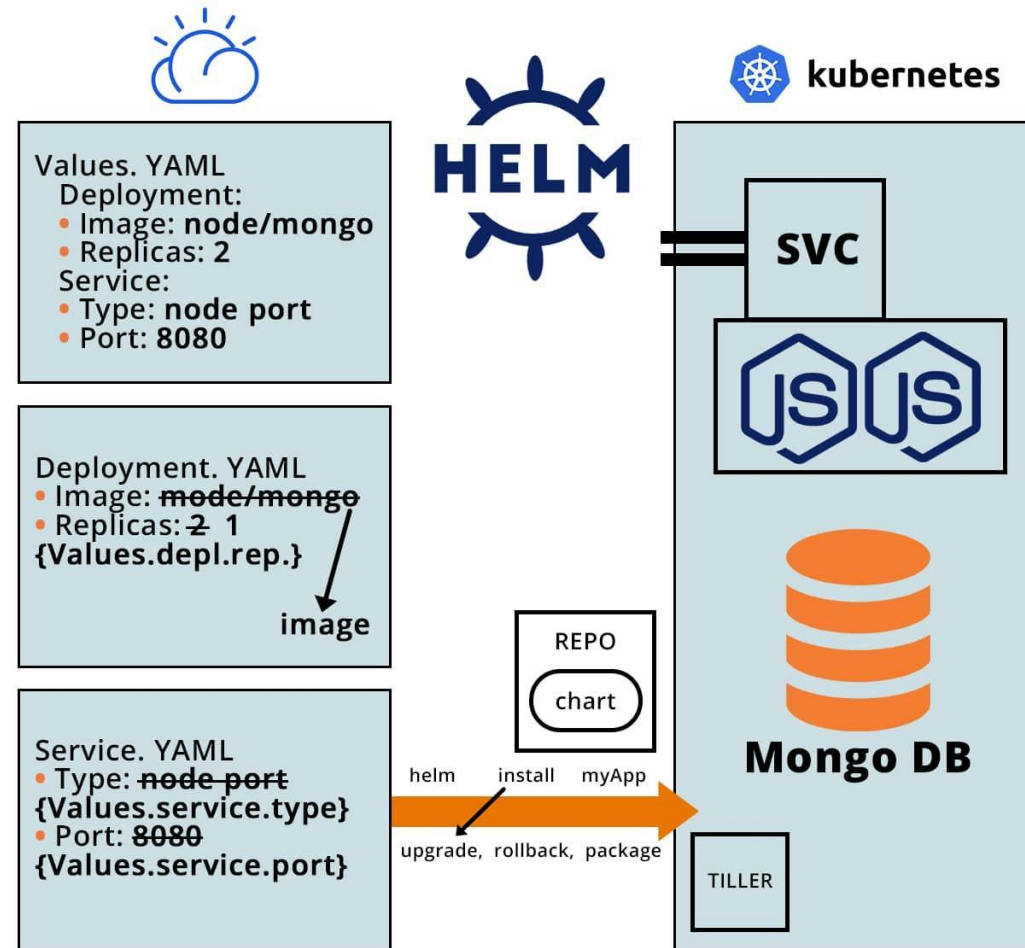 Values. YAML
Deployment:
• Image: node/mongo
• Replicas: 2
Service:
• Type: node port
• Port: 8080
Deployment. YAML
• Image: mode/mongo
• Replicas: 2 1
{Values.depl.rep.}
image
Service. YAML
• Type: node port
{Values.service.type}
• Port: 8080
{Values.service.port}
HELM
REPO
chart
helm install myApp
upgrade, rollback, package
kubernetes
SVC
JS JS
Mongo DB
TILLER